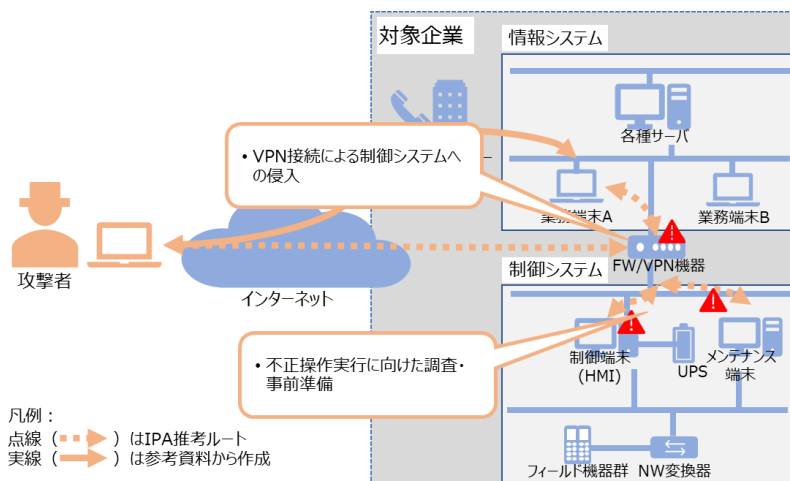 対象企業
情報システム
各種サーバ
・VPN接続による制御システムへ
の侵入
業務端末A
業務端末B
攻撃者
インターネット
FW/VPN機器
制御システム
・不正操作実行に向けた調査・
事前準備
制御端末
(HMI)
UPS
メンテナンス
端末
フィールド機器群
NW変換器
凡例：
点線（ ）はIPA推考ルート
実線（ ）は参考資料から作成